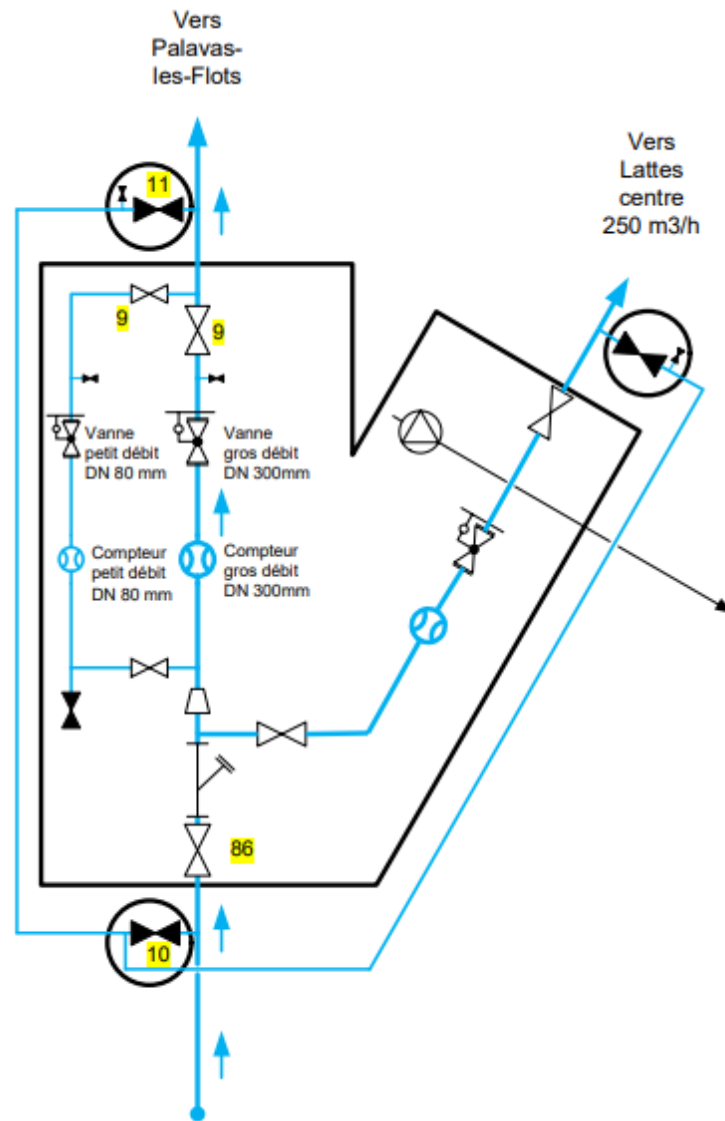 Vers
Palavas-
les-Flots
Vers
Lattes
centre
250 m3/h
11
9
9
Vanne
petit débit
DN 80 mm
Vanne
gros débit
DN 300mm
Compteur
petit débit
DN 80 mm
Compteur
gros débit
DN 300mm
86
10